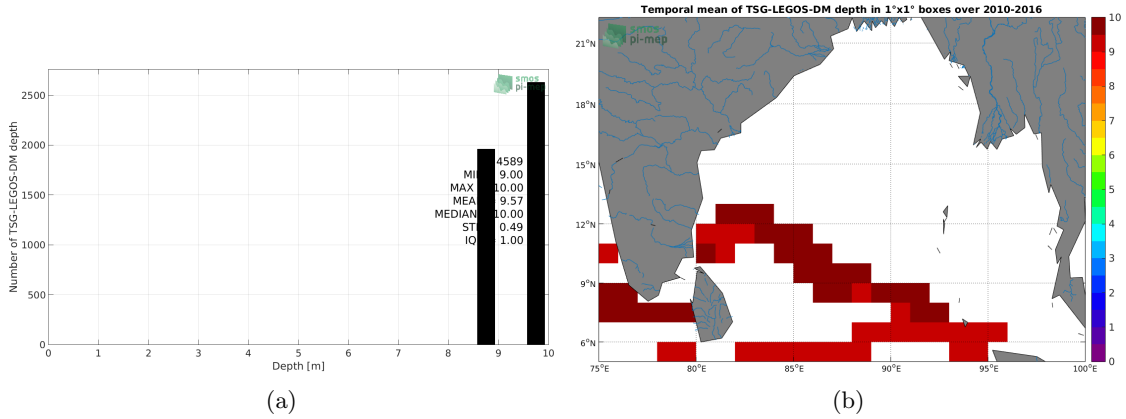 smos
pi-mep
Number of TSG-LEGOS-DM depth
2500
2000
1500
1000
500
0
4589
9.00
MAX 10.00
MEA 9.57
MEDIAN 10.00
ST 0.49
IQ 1.00
0 1 2 3 4 5 6 7 8 9 10
Depth [m]
(a)
Temporal mean of TSG-LEGOS-DM depth in 1°x1° boxes over 2010-2016
smos
pi-mep
21°N
18°N
15°N
12°N
9°N
6°N
75°E 80°E 85°E 90°E 95°E 100°E
10
9
8
7
6
5
4
3
2
1
0
(b)